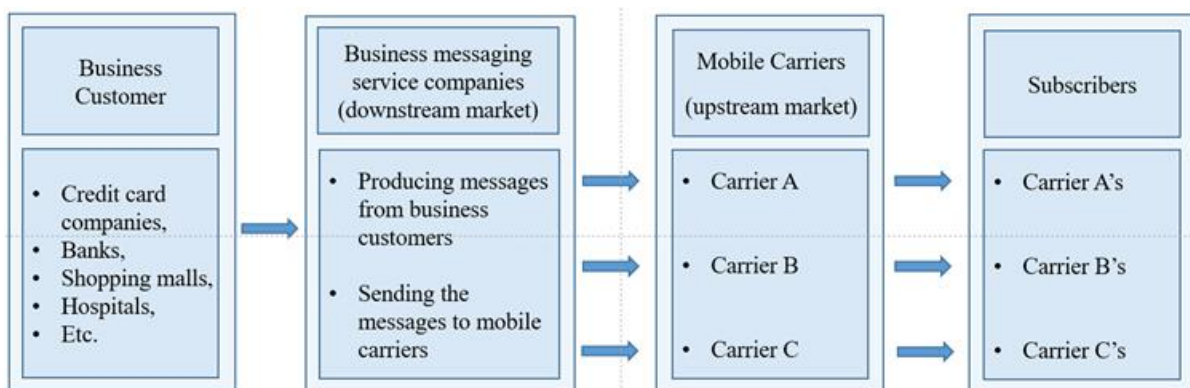 Business
Customer
• Credit card
companies,
• Banks,
• Shopping malls,
• Hospitals,
• Etc.
Business messaging
service companies
(downstream market)
• Producing messages
from business
customers
• Sending the
messages to mobile
carriers
Mobile Carriers
(upstream market)
• Carrier A
• Carrier B
• Carrier C
Subscribers
• Carrier A’s
• Carrier B’s
• Carrier C’s